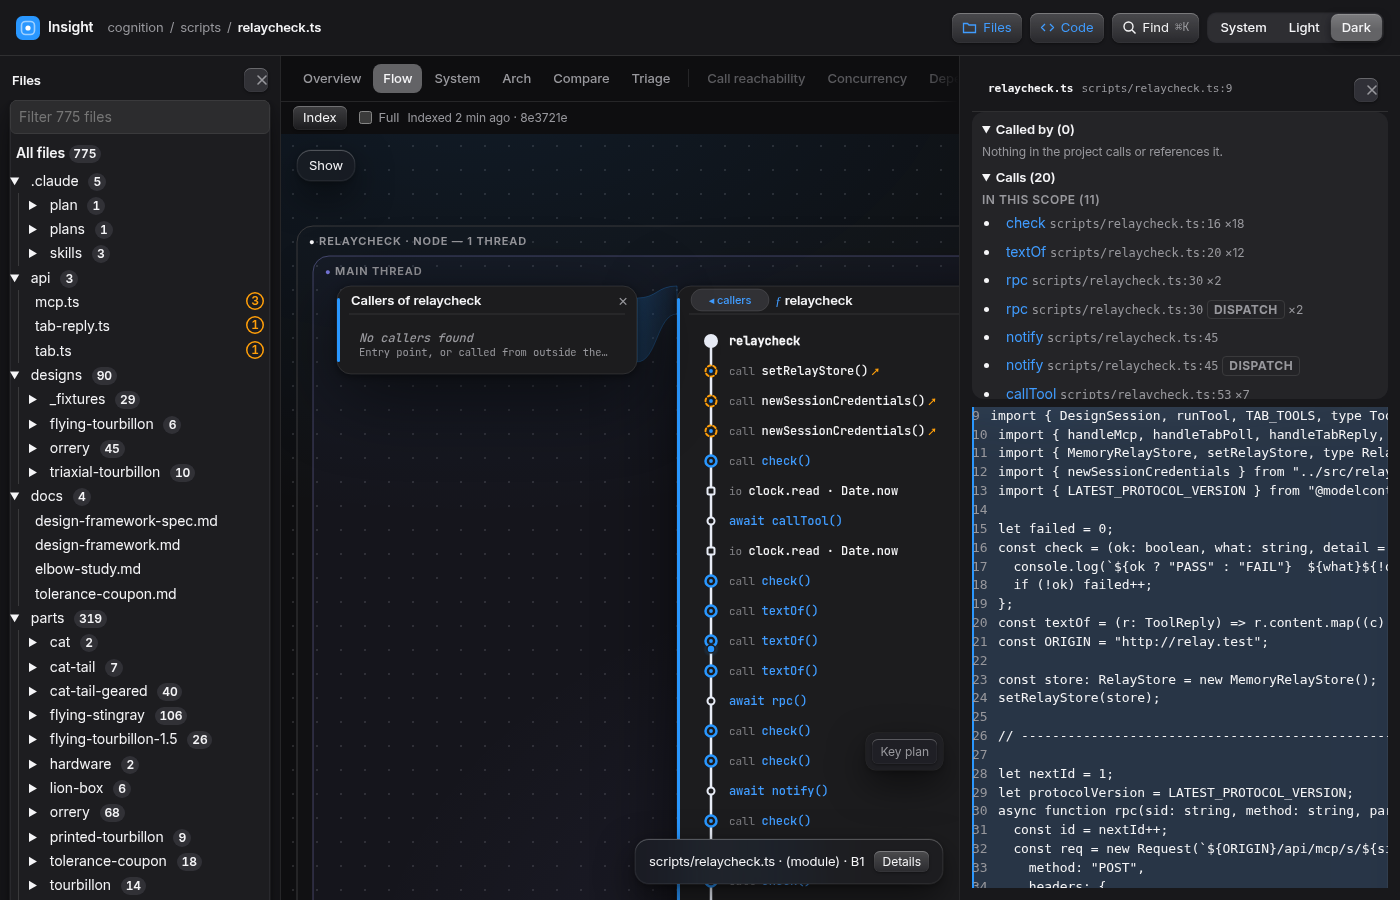 Insight cognition / scripts / relaycheck.ts
Files Code Find ⌘K System Light Dark
Files
Filter 775 files
All files 775
.claude 5
plan 1
plans 1
skills 3
api 3
mcp.ts 3
tab-reply.ts 1
tab.ts 1
designs 90
_fixtures 29
flying-tourbillon 6
orrery 45
triaxial-tourbillon 10
docs 4
design-framework-spec.md
design-framework.md
elbow-study.md
tolerance-coupon.md
parts 319
cat 2
cat-tail 7
cat-tail-geared 40
flying-stingray 106
flying-tourbillon-1.5 26
hardware 2
lion-box 6
orrery 68
printed-tourbillon 9
tolerance-coupon 18
tourbillon 14
Overview Flow System Arch Compare Triage Call reachability Concurrency Dep
Index Full Indexed 2 min ago · 8e3721e
Show
RELAYCHECK · NODE — 1 THREAD
MAIN THREAD
Callers of relaycheck ×
No callers found
Entry point, or called from outside the…
◂ callers ƒ relaycheck
relaycheck
call setRelayStore() ↗
call newSessionCredentials() ↗
call newSessionCredentials() ↗
call check()
io clock.read · Date.now
await callTool()
io clock.read · Date.now
call check()
call textOf()
call textOf()
call textOf()
await rpc()
call check()
call check()
await notify()
call check()
Key plan
scripts/relaycheck.ts · (module) · B1 Details
relaycheck.ts scripts/relaycheck.ts:9
Called by (0)
Nothing in the project calls or references it.
Calls (20)
IN THIS SCOPE (11)
check scripts/relaycheck.ts:16 ×18
textOf scripts/relaycheck.ts:20 ×12
rpc scripts/relaycheck.ts:30 ×2
rpc scripts/relaycheck.ts:30 DISPATCH ×2
notify scripts/relaycheck.ts:45
notify scripts/relaycheck.ts:45 DISPATCH
callTool scripts/relaycheck.ts:53 ×7
9 import { DesignSession, runTool, TAB_TOOLS, type Too
10 import { handleMcp, handleTabPoll, handleTabReply,
11 import { MemoryRelayStore, setRelayStore, type Rela
12 import { newSessionCredentials } from "../src/relay
13 import { LATEST_PROTOCOL_VERSION } from "@modelcont
14
15 let failed = 0;
16 const check = (ok: boolean, what: string, detail =
17 console.log(`${ok ? "PASS" : "FAIL"} ${what}${!d
18 if (!ok) failed++;
19 };
20 const textOf = (r: ToolReply) => r.content.map((c)
21 const ORIGIN = "http://relay.test";
22
23 const store: RelayStore = new MemoryRelayStore();
24 setRelayStore(store);
25
26 // -----------------------------------------------
27
28 let nextId = 1;
29 let protocolVersion = LATEST_PROTOCOL_VERSION;
30 async function rpc(sid: string, method: string, par
31 const id = nextId++;
32 const req = new Request(`${ORIGIN}/api/mcp/s/${si
33 method: "POST",
34 headers: {